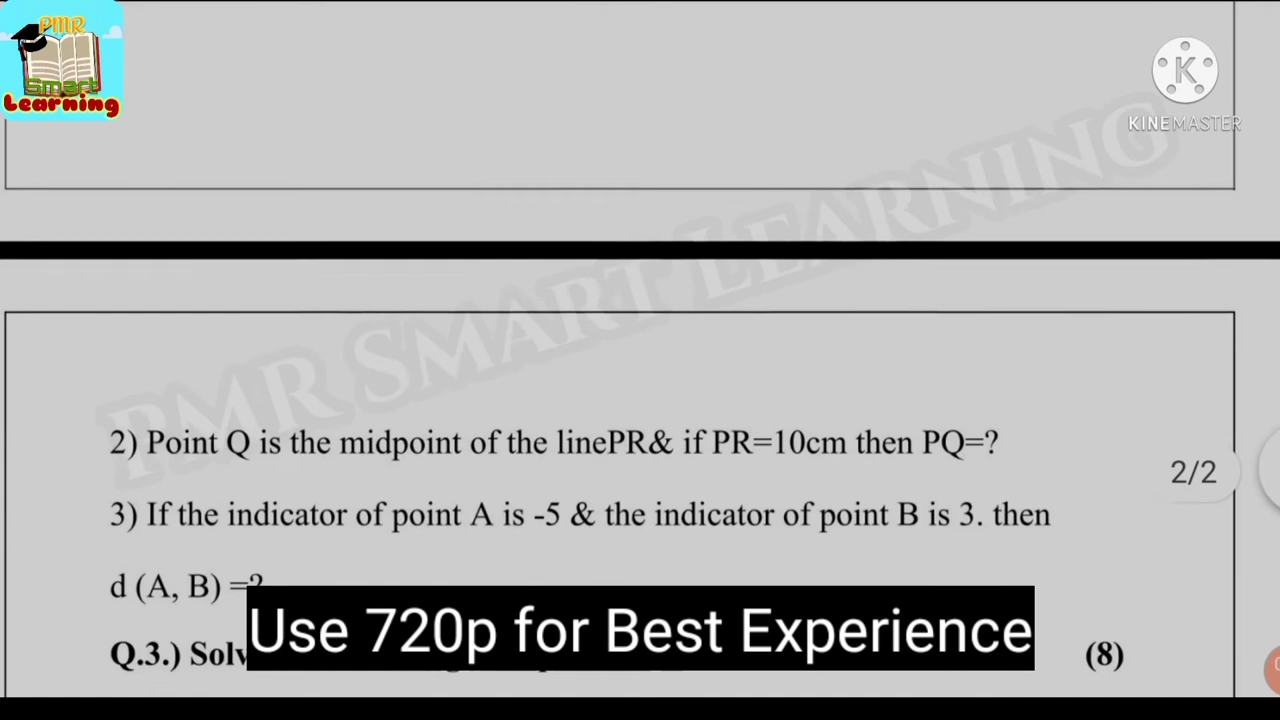 PMR
Smart
Learning
K
KINEMASTER
PMR SMART LEARNING
2) Point Q is the midpoint of the linePR& if PR=10cm then PQ=?
2/2
3) If the indicator of point A is -5 & the indicator of point B is 3. then
d (A, B) =?
Use 720p for Best Experience
Q.3.) Solv
(8)